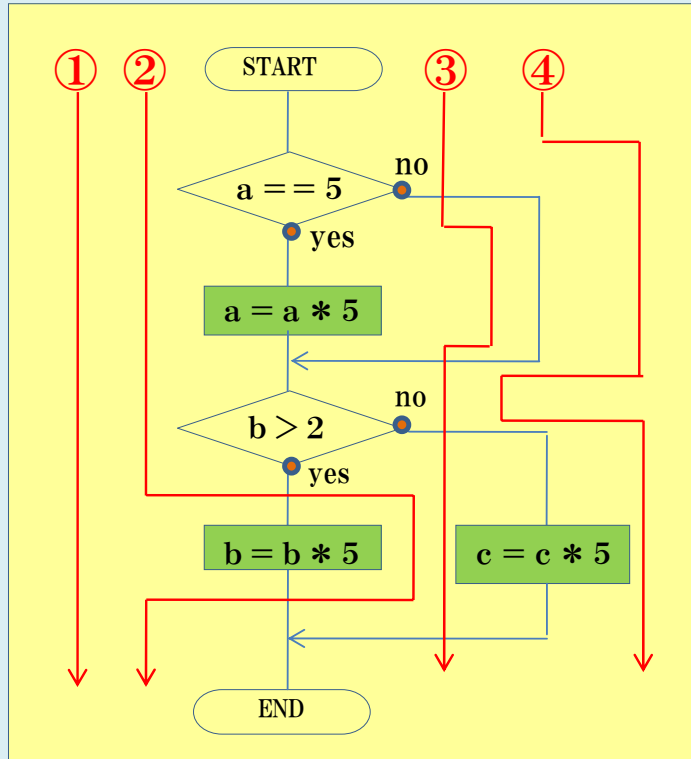 ① ② START ③ ④
no
a == 5
yes
a = a * 5
no
b > 2
yes
b = b * 5 c = c * 5
END